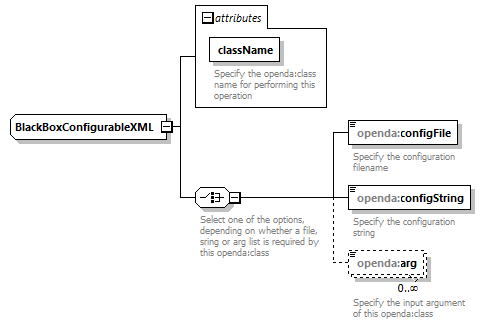 attributes
className
Specify the openda:class
name for performing this
operation
BlackBoxConfigurableXML
openda:configFile
Specify the configuration
filename
openda:configString
Specify the configuration
string
Select one of the options,
depending on whether a file,
sring or arg list is required by
this openda:class
openda:arg
0..∞
Specify the input argument
of this openda:class